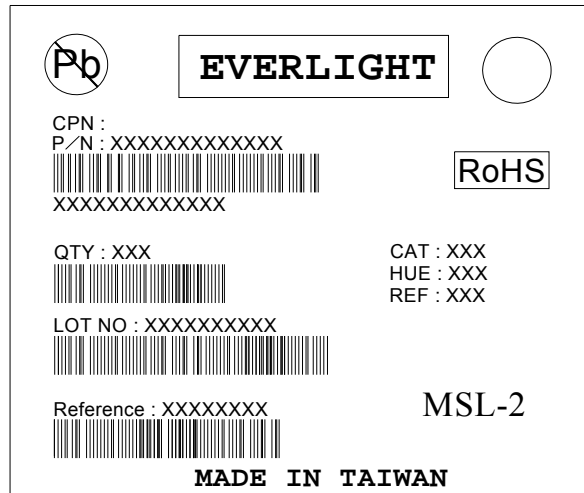 Pb
EVERLIGHT
CPN :
P/N : XXXXXXXXXXXXX
RoHS
XXXXXXXXXXXXX
QTY : XXX
CAT : XXX
HUE : XXX
REF : XXX
LOT NO : XXXXXXXXXX
Reference : XXXXXXXX
MSL-2
MADE IN TAIWAN